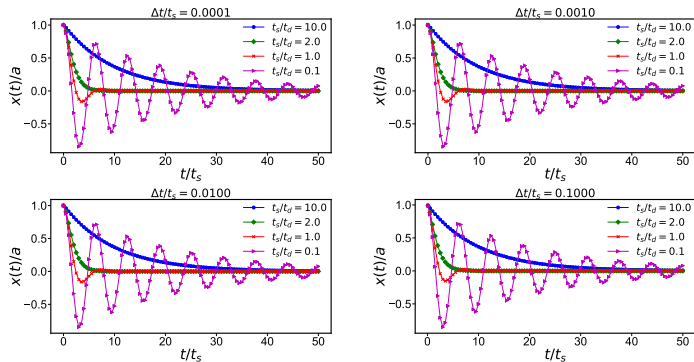 Δt/t_s = 0.0001
x(t)/a
1.0
0.5
0.0
−0.5
t_s/t_d = 10.0
t_s/t_d = 2.0
t_s/t_d = 1.0
t_s/t_d = 0.1
0 10 20 30 40 50
t/t_s
Δt/t_s = 0.0010
x(t)/a
1.0
0.5
0.0
−0.5
t_s/t_d = 10.0
t_s/t_d = 2.0
t_s/t_d = 1.0
t_s/t_d = 0.1
0 10 20 30 40 50
t/t_s
Δt/t_s = 0.0100
x(t)/a
1.0
0.5
0.0
−0.5
t_s/t_d = 10.0
t_s/t_d = 2.0
t_s/t_d = 1.0
t_s/t_d = 0.1
0 10 20 30 40 50
t/t_s
Δt/t_s = 0.1000
x(t)/a
1.0
0.5
0.0
−0.5
t_s/t_d = 10.0
t_s/t_d = 2.0
t_s/t_d = 1.0
t_s/t_d = 0.1
0 10 20 30 40 50
t/t_s